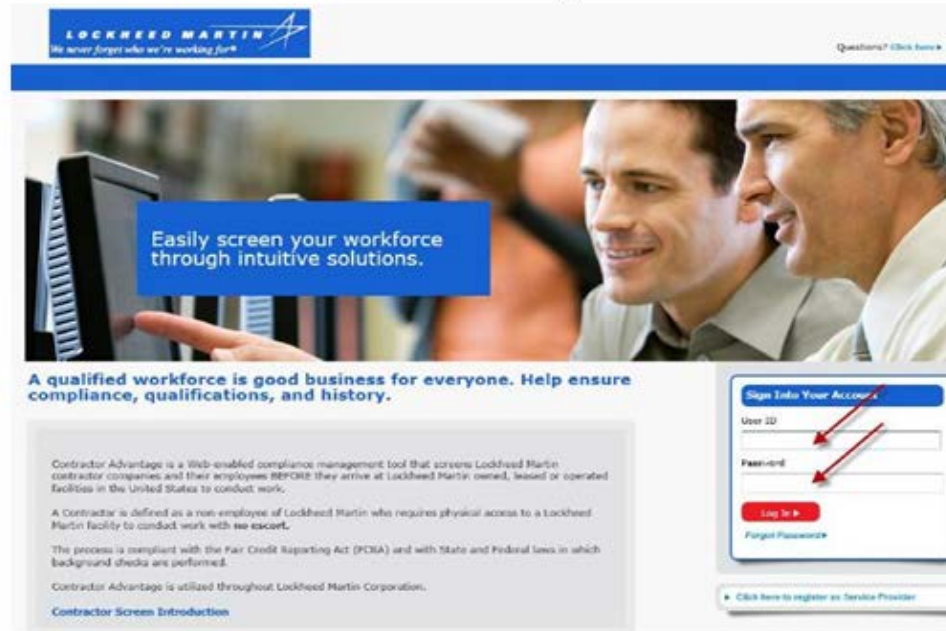 LOCKHEED MARTIN
We never forget who we're working for®
Questions? Click here
Easily screen your workforce
through intuitive solutions.
A qualified workforce is good business for everyone. Help ensure
compliance, qualifications, and history.
Contractor Advantage is a Web-enabled compliance management tool that screens Lockheed Martin
contractor companies and their employees BEFORE they arrive at Lockheed Martin owned, leased or operated
facilities in the United States to conduct work.
A Contractor is defined as a non-employee of Lockheed Martin who requires physical access to a Lockheed
Martin facility to conduct work with no escort.
The process is compliant with the Fair Credit Reporting Act (FCRA) and with State and Federal laws in which
background checks are performed.
Contractor Advantage is utilized throughout Lockheed Martin Corporation.
Contractor Screen Introduction
Sign Into Your Account
User ID
Password
Log In
Forgot Password
Click here to register as Service Provider